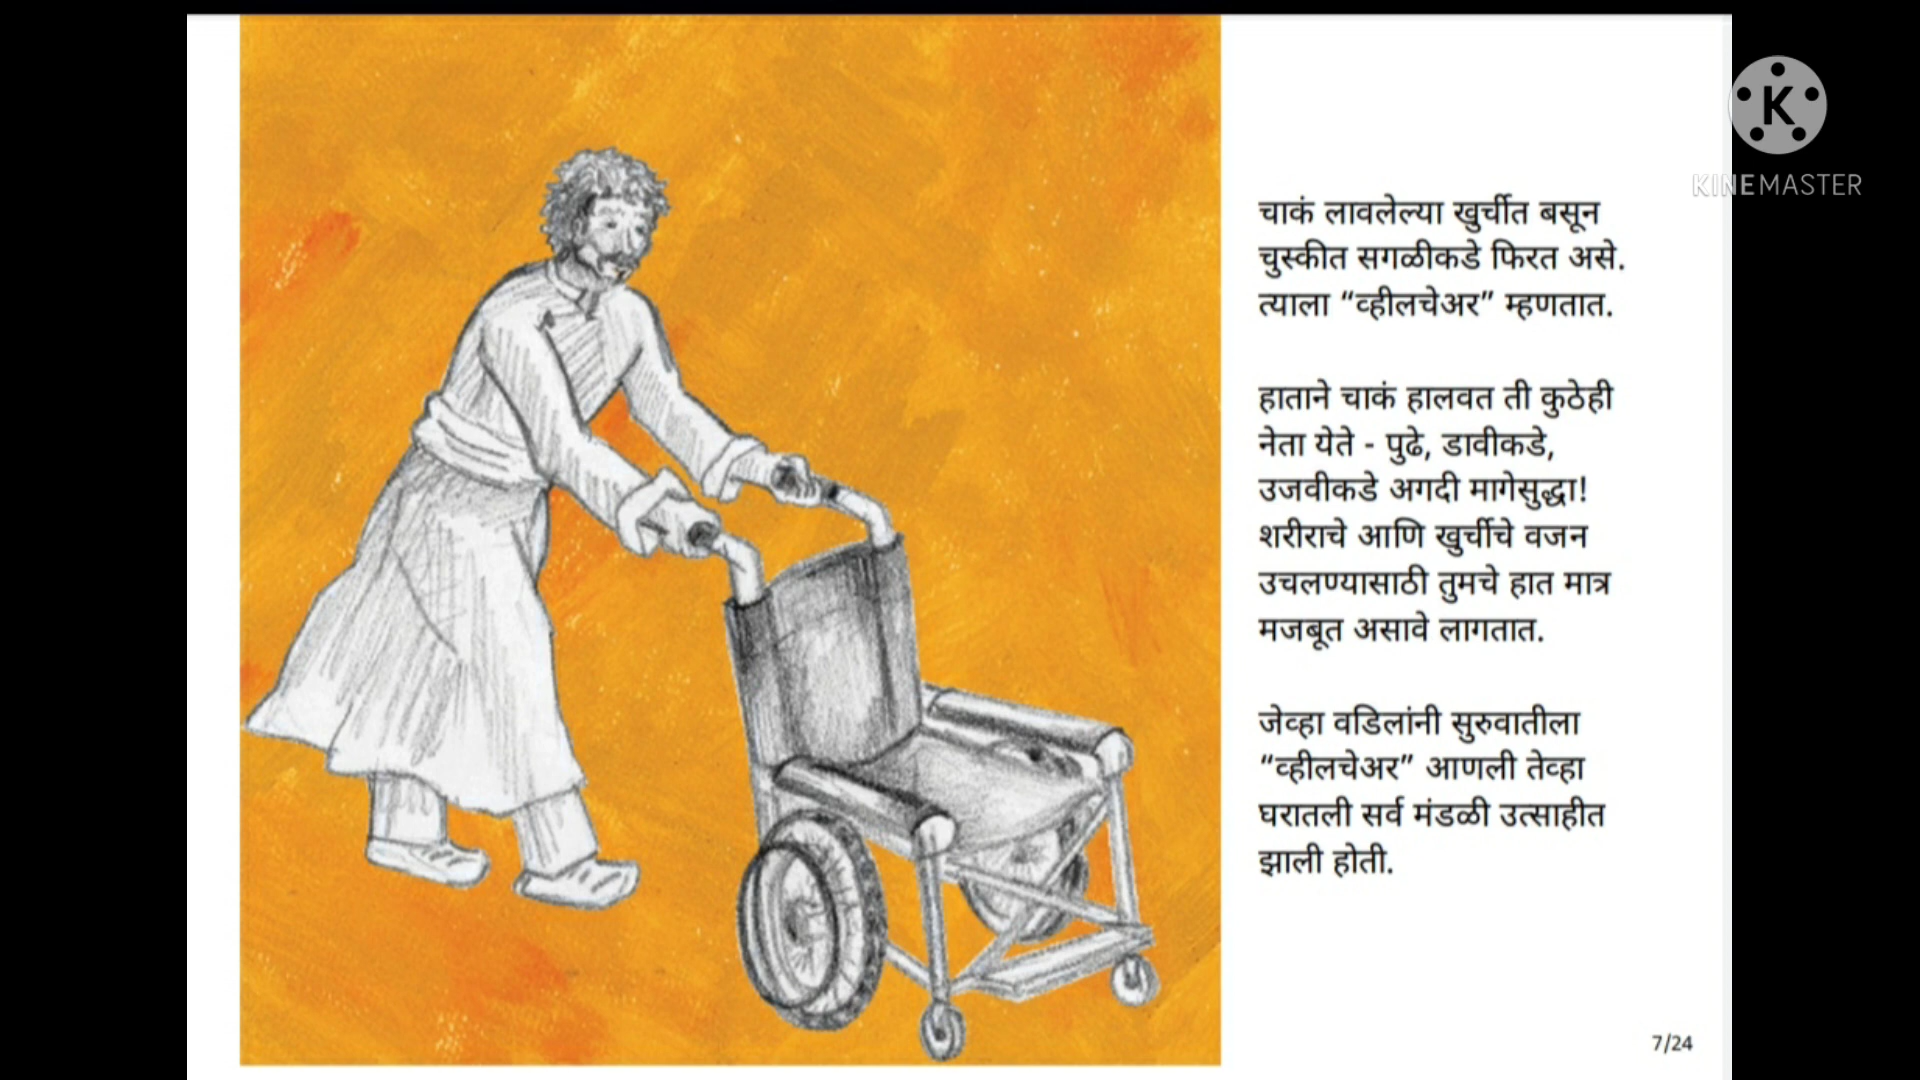 चाकं लावलेल्या खुर्चीत बसून
चुस्कीत सगळीकडे फिरत असे.
त्याला “व्हीलचेअर” म्हणतात.
हाताने चाकं हालवत ती कुठेही
नेता येते - पुढे, डावीकडे,
उजवीकडे अगदी मागेसुद्धा!
शरीराचे आणि खुर्चीचे वजन
उचलण्यासाठी तुमचे हात मात्र
मजबूत असावे लागतात.
जेव्हा वडिलांनी सुरुवातीला
“व्हीलचेअर” आणली तेव्हा
घरातली सर्व मंडळी उत्साहीत
झाली होती.
7/24
K
KINEMASTER